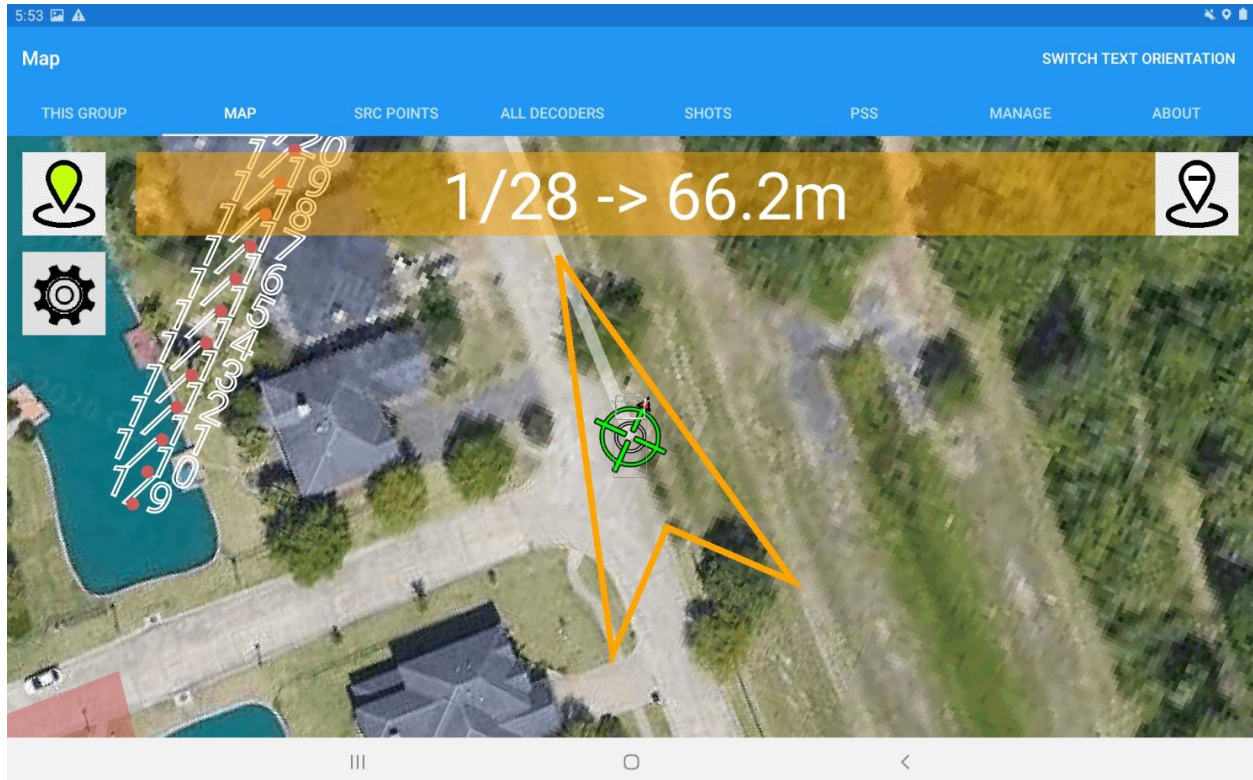 5:53
Map
SWITCH TEXT ORIENTATION
THIS GROUP
MAP
SRC POINTS
ALL DECODERS
SHOTS
PSS
MANAGE
ABOUT
1/28 -> 66.2m
1/20
1/19
1/18
1/17
1/16
1/15
1/14
1/13
1/12
1/11
1/10
1/9